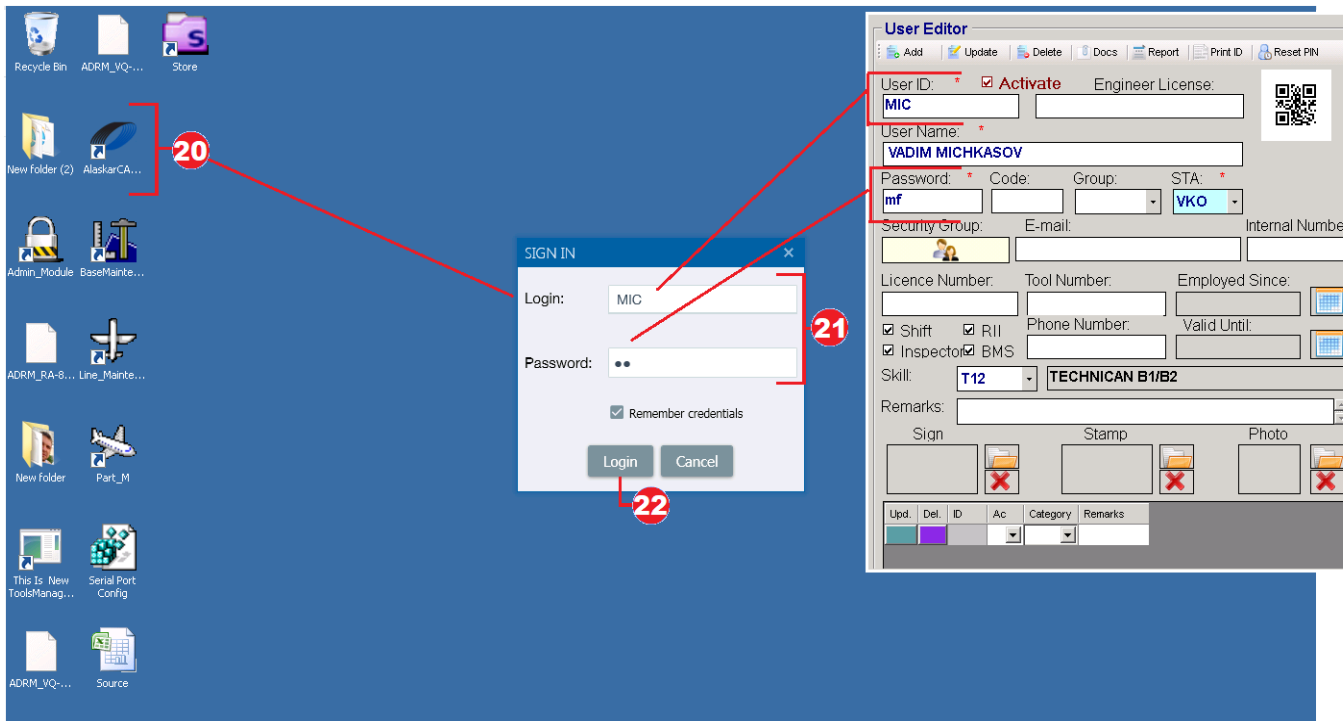 Recycle Bin
ADRM_VQ-...
Store
New folder (2)
AlaskarCA...
20
Admin_Module
BaseMainte...
ADRM_RA-8...
Line_Mainte...
New folder
Part_M
This Is New
ToolsManag...
Serial Port
Config
ADRM_VQ-...
Source
SIGN IN
Login:
MIC
21
Password:
••
Remember credentials
Login
Cancel
22
User Editor
Add
Update
Delete
Docs
Report
Print ID
Reset PIN
User ID: *
Activate
Engineer License:
MIC
User Name: *
VADIM MICHKASOV
Password: *
Code:
Group:
STA: *
mf
VKO
Security Group:
E-mail:
Internal Numbe
Licence Number:
Tool Number:
Employed Since:
Shift
RII
Phone Number:
Valid Until:
Inspector
BMS
Skill:
T12
TECHNICAN B1/B2
Remarks:
Sign
Stamp
Photo
Upd.
Del.
ID
Ac
Category
Remarks